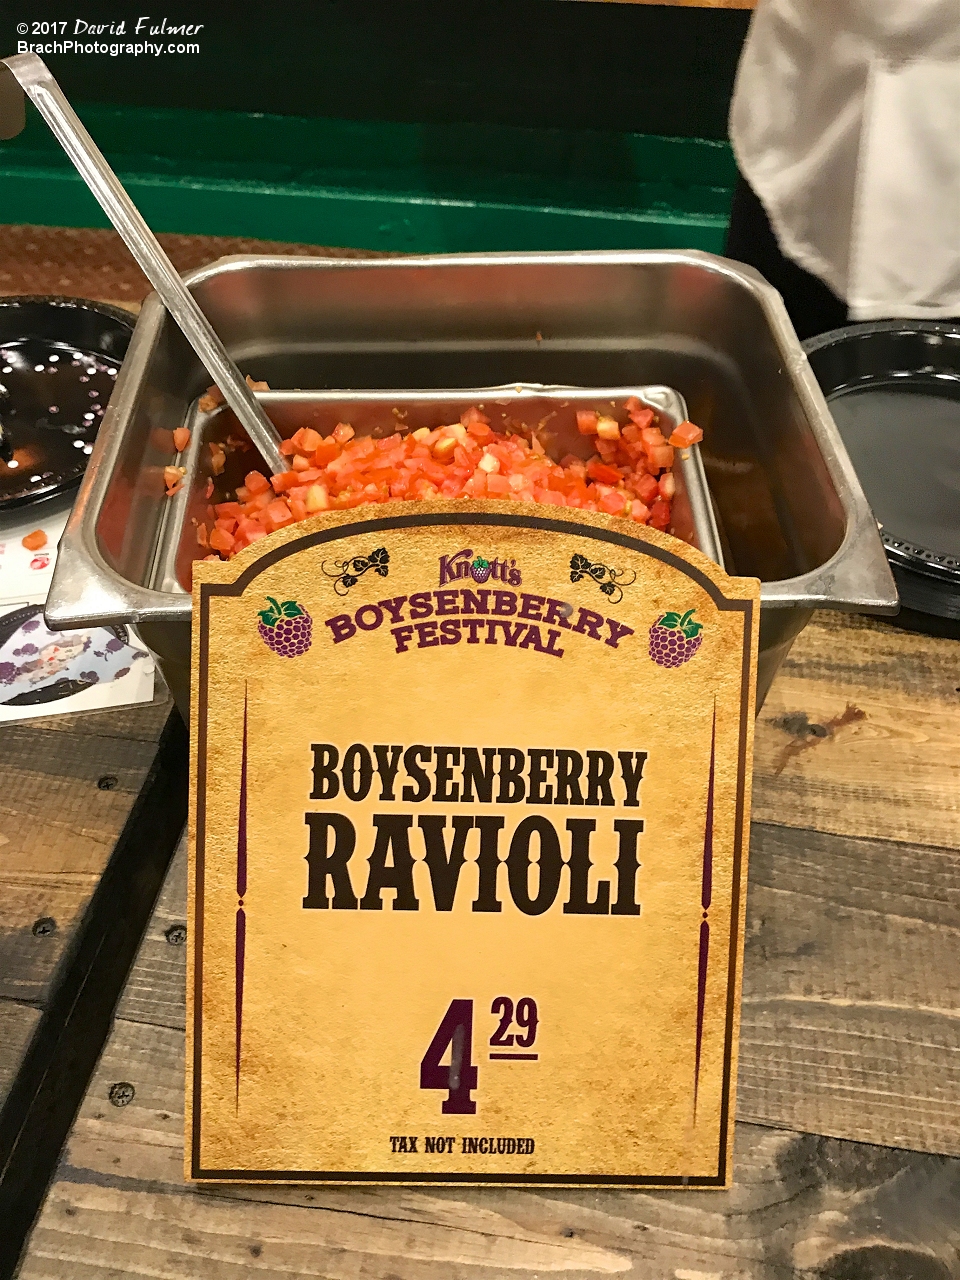 ©2017 David Fulmer
BrachPhotography.com
Knott's
BOYSENBERRY
FESTIVAL
BOYSENBERRY
RAVIOLI
4 29
TAX NOT INCLUDED